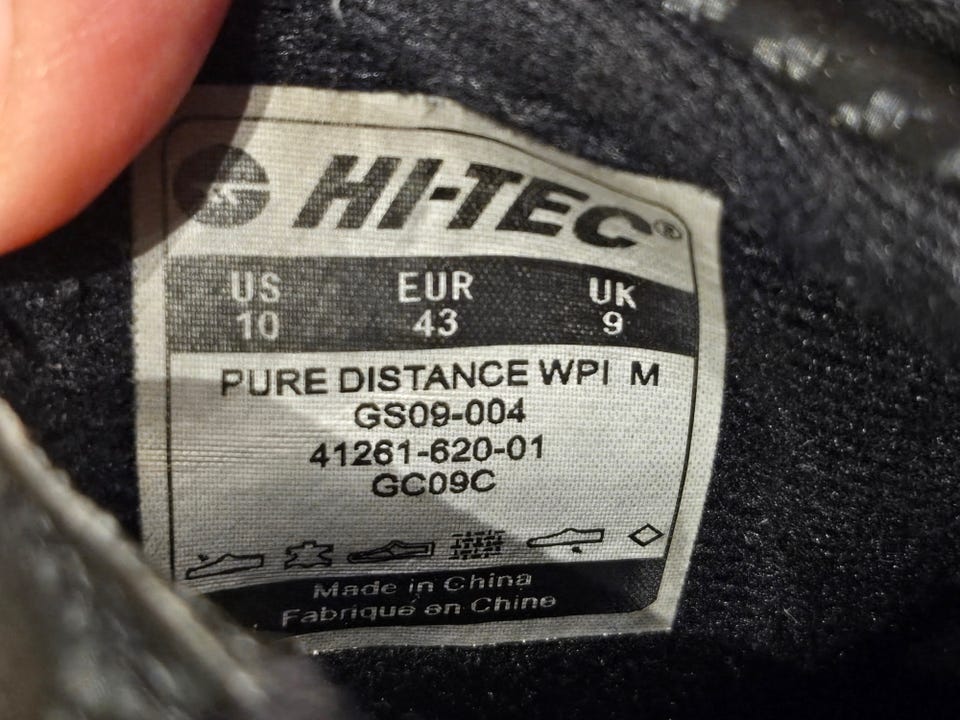 HI-TEC®
US EUR UK
10 43 9
PURE DISTANCE WPI M
GS09-004
41261-620-01
GC09C
Made in China
Fabriqué en Chine